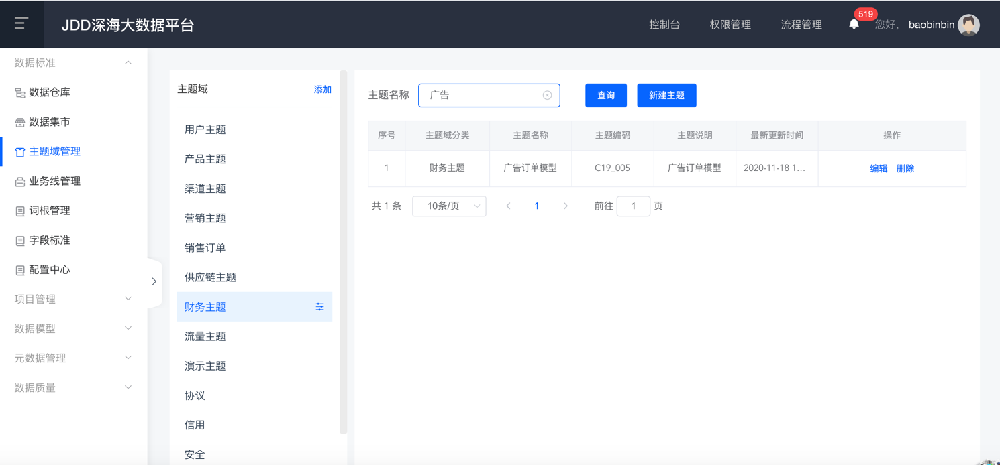 JDD深海大数据平台
控制台 权限管理 流程管理 519 您好, baobinbin
数据标准
数据仓库
数据集市
主题域管理
业务线管理
词根管理
字段标准
配置中心
项目管理
数据模型
元数据管理
数据质量
主题域 添加
用户主题
产品主题
渠道主题
营销主题
销售订单
供应链主题
财务主题
流量主题
演示主题
协议
信用
安全
主题名称 广告 查询 新建主题
序号 主题域分类 主题名称 主题编码 主题说明 最新更新时间 操作
1 财务主题 广告订单模型 C19_005 广告订单模型 2020-11-18 1... 编辑 删除
共 1 条 10条/页 1 前往 1 页